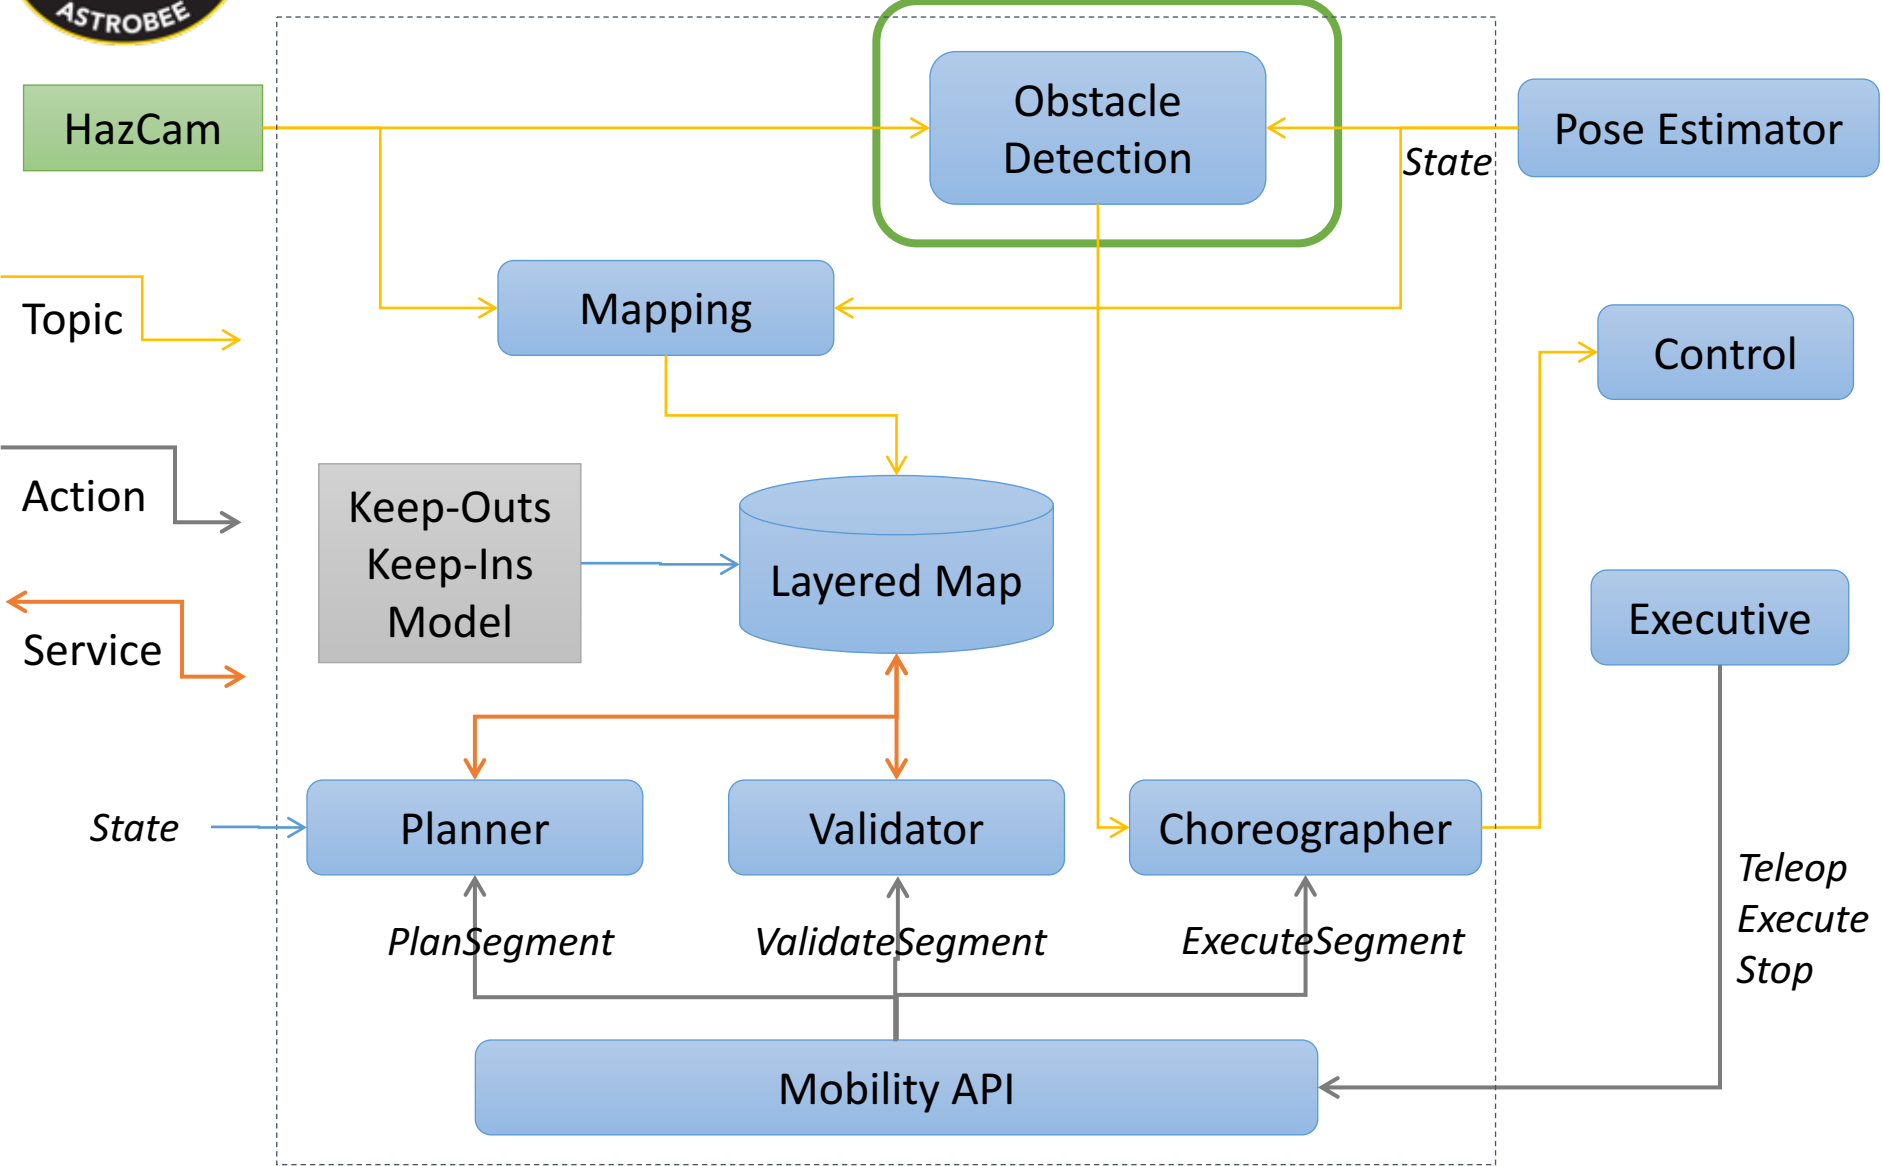 ASTROBEE
HazCam
Obstacle
Detection
Pose Estimator
State
Topic
Mapping
Control
Action
Keep-Outs
Keep-Ins
Model
Layered Map
Executive
Service
State
Planner
Validator
Choreographer
Teleop
Execute
Stop
PlanSegment
ValidateSegment
ExecuteSegment
Mobility API